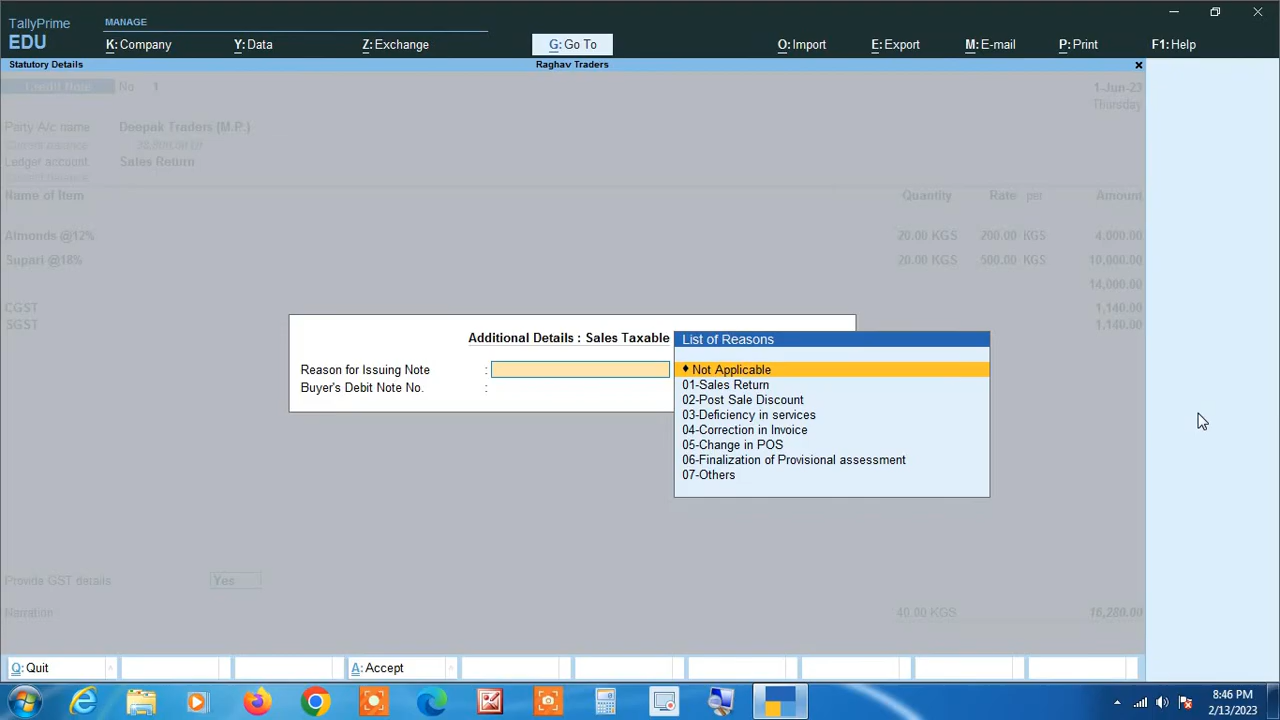 TallyPrime
EDU
MANAGE
K: Company
Y: Data
Z: Exchange
G: Go To
O: Import
E: Export
M: E-mail
P: Print
F1: Help
Statutory Details
Raghav Traders
Credit Note
No. 1
1-Jun-23
Thursday
Party A/c name
Deepak Traders (M.P.)
Current balance
Ledger account
Sales Return
Current balance
Name of Item
Quantity
Rate per
Amount
Almonds @12%
20.00 KGS
200.00 KGS
4,000.00
Supari @18%
20.00 KGS
500.00 KGS
10,000.00
14,000.00
CGST
1,140.00
SGST
1,140.00
Additional Details : Sales Taxable
Reason for Issuing Note :
Buyer's Debit Note No. :
List of Reasons
♦ Not Applicable
01-Sales Return
02-Post Sale Discount
03-Deficiency in services
04-Correction in Invoice
05-Change in POS
06-Finalization of Provisional assessment
07-Others
Provide GST details
Yes
Narration
40.00 KGS
16,280.00
Q: Quit
A: Accept
8:46 PM
2/13/2023